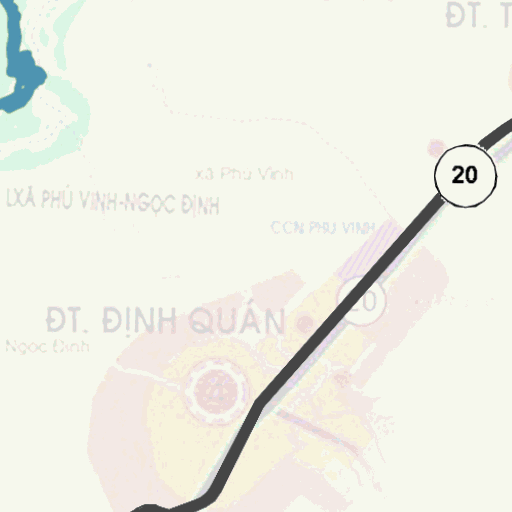 ĐT. T
20
xã Phú Vinh
LXÃ PHÚ VINH-NGỌC ĐỊNH
CCN PHÚ VINH
20
ĐT. ĐỊNH QUÁN
Ngọc Định